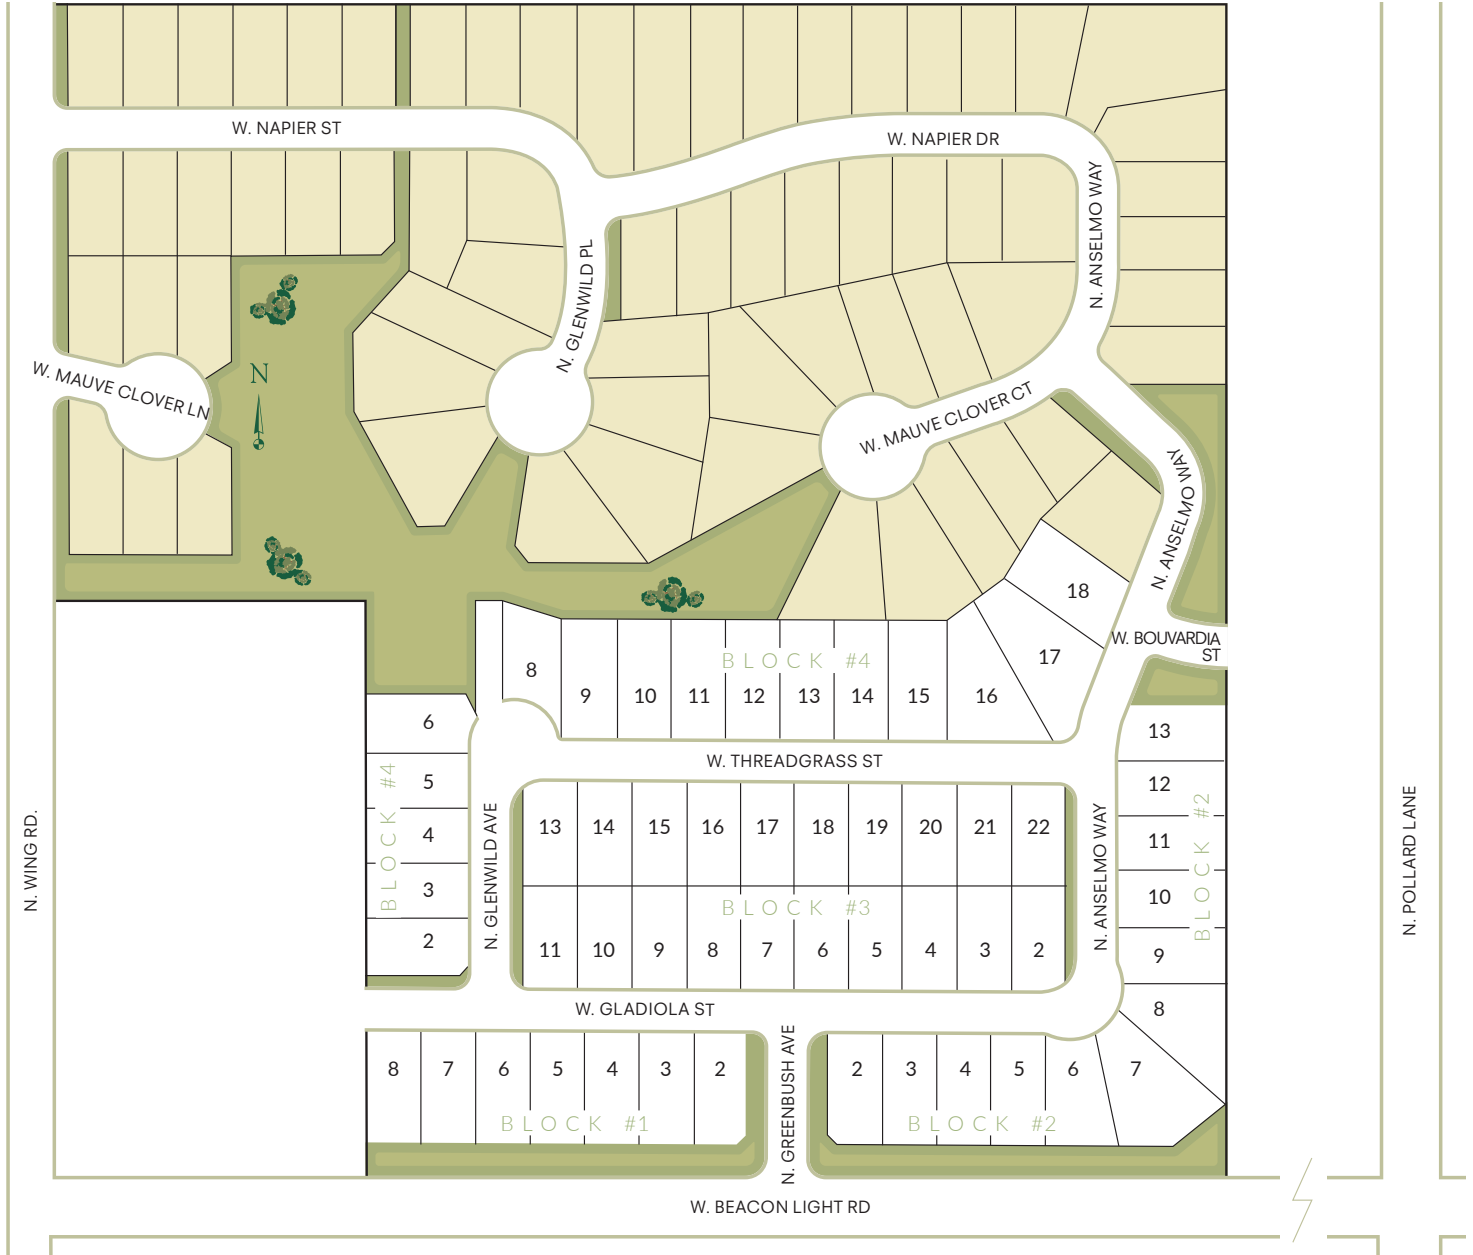 W. NAPIER ST
W. NAPIER DR
N. ANSELMO WAY
N. GLENWILD PL
W. MAUVE CLOVER LN
N
W. MAUVE CLOVER CT
N. ANSELMO WAY
18
W. BOUVARDIA
ST
17
BLOCK #4
8
9
10
11
12
13
14
15
16
6
5
4
3
2
BLOCK #4
W. THREADGRASS ST
13
12
11
10
9
8
BLOCK #2
N. GLENWILD AVE
13
14
15
16
17
18
19
20
21
22
BLOCK #3
11
10
9
8
7
6
5
4
3
2
N. ANSELMO WAY
N. WING RD.
N. POLLARD LANE
W. GLADIOLA ST
8
7
6
5
4
3
2
BLOCK #1
N. GREENBUSH AVE
2
3
4
5
6
7
BLOCK #2
W. BEACON LIGHT RD